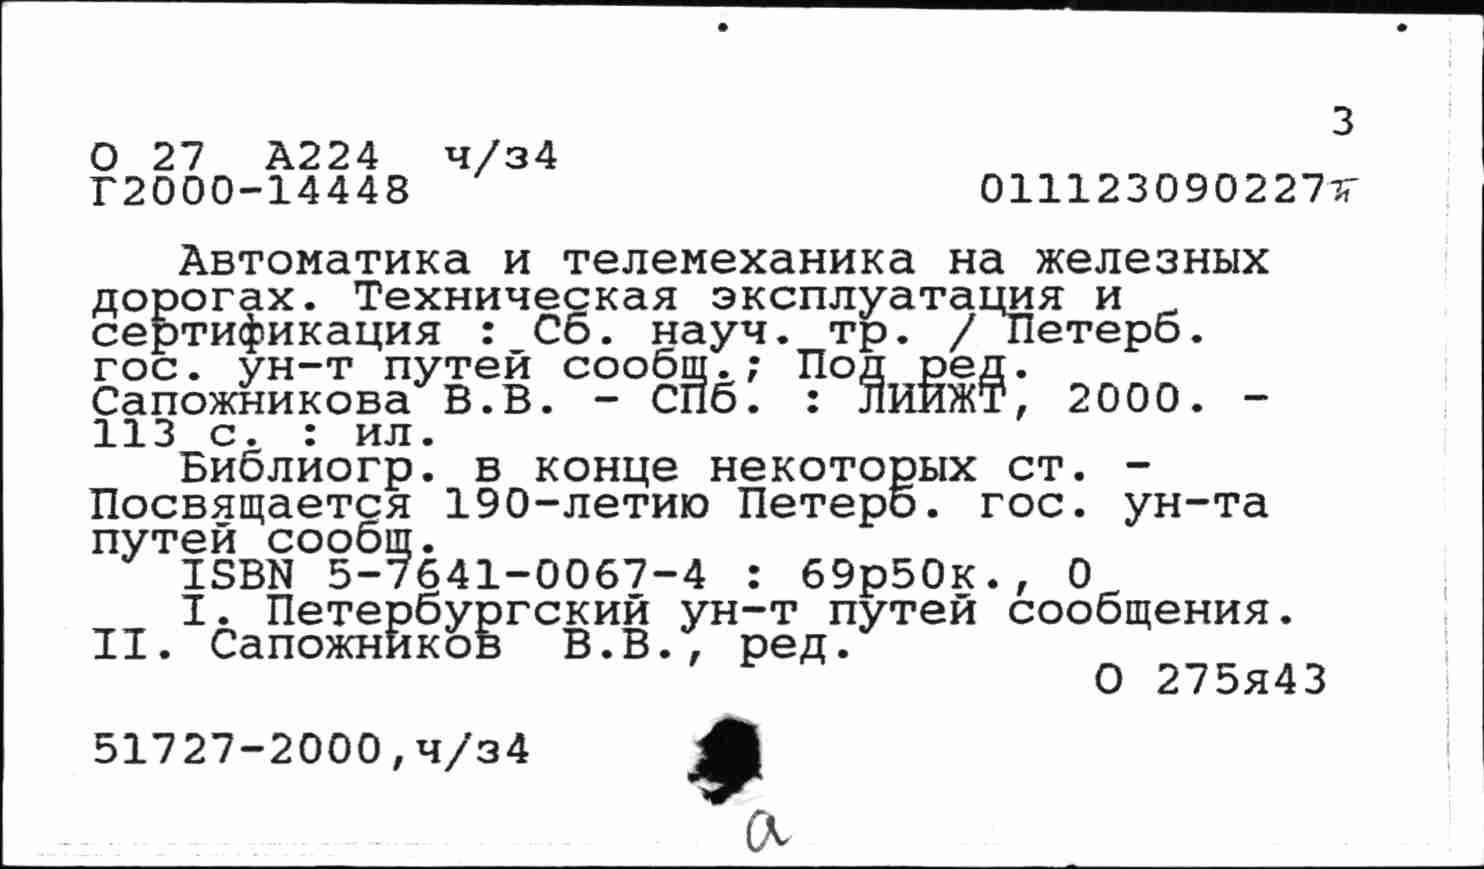 3
О 27 А224 ч/з4
Г2000-14448 011123090227
Автоматика и телемеханика на железных
дорогах. Техническая эксплуатация и
сертификация : Сб. науч. тр. / Петерб.
гос. ун-т путей сообщ.; Под ред.
Сапожникова В.В. - СПб. : ЛИИЖТ, 2000. -
113 с. : ил.
Библиогр. в конце некоторых ст. -
Посвящается 190-летию Петерб. гос. ун-та
путей сообщ.
ISBN 5-7641-0067-4 : 69р50к., 0
I. Петербургский ун-т путей сообщения.
II. Сапожников В.В., ред.
О 275я43
51727-2000,ч/з4
а